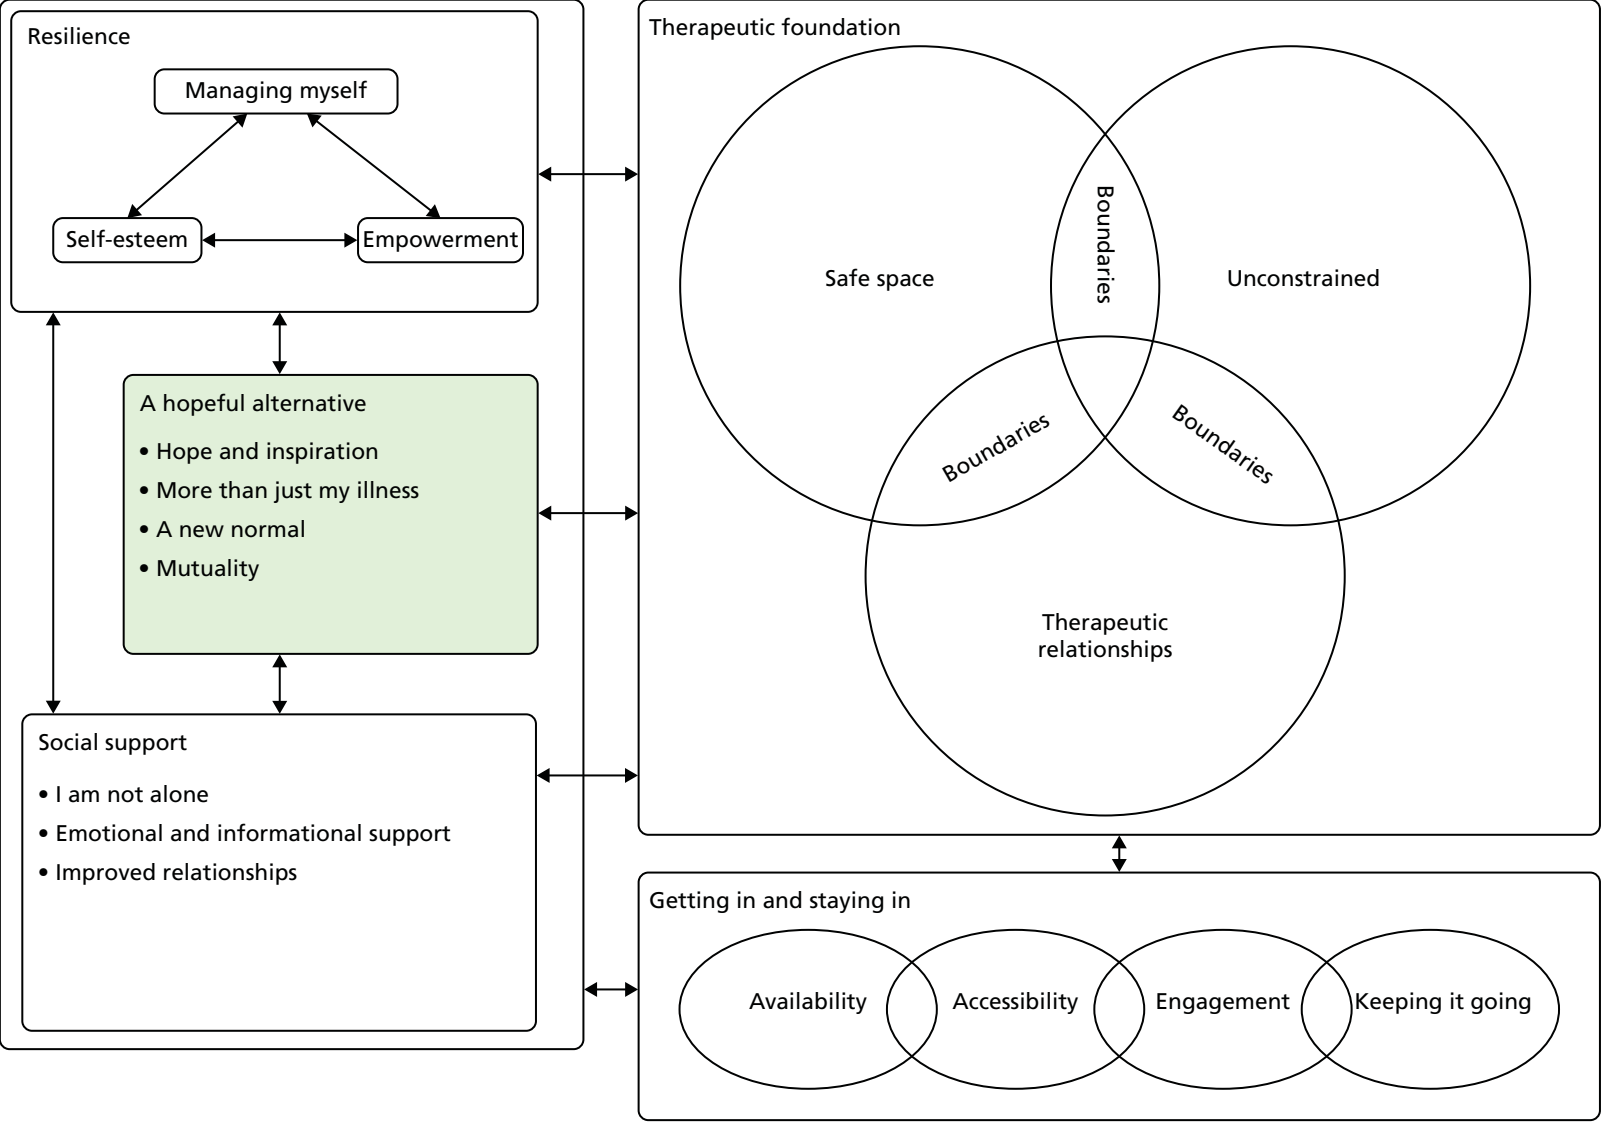 Resilience
Managing myself
Self-esteem
Empowerment
A hopeful alternative
• Hope and inspiration
• More than just my illness
• A new normal
• Mutuality
Social support
• I am not alone
• Emotional and informational support
• Improved relationships
Therapeutic foundation
Safe space
Boundaries
Unconstrained
Boundaries
Boundaries
Therapeutic
relationships
Getting in and staying in
Availability
Accessibility
Engagement
Keeping it going